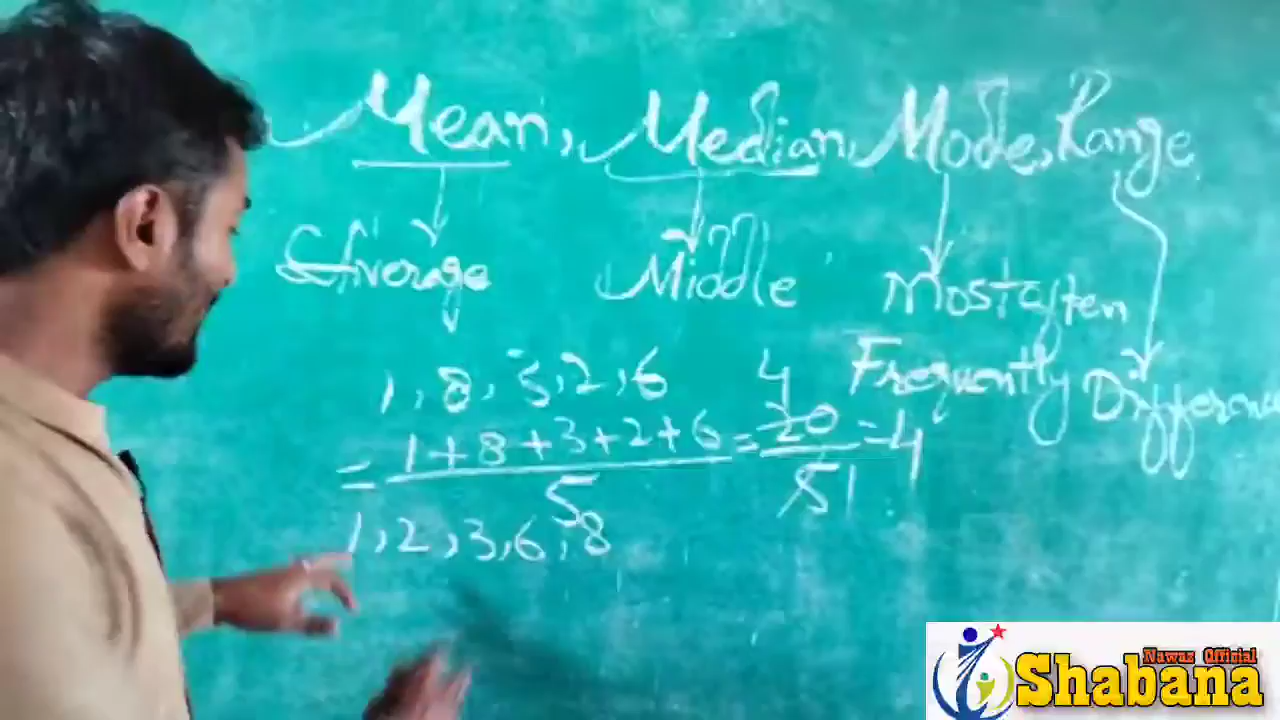 Mean, Median, Mode, Range
Average
Middle
Most often
Frequently
Difference
1, 8, 3, 2, 6
= 1+8+3+2+6 / 5 = 20 / 5 = 4
4
1
1, 2, 3, 6, 8
Nawaz Official
Shabana